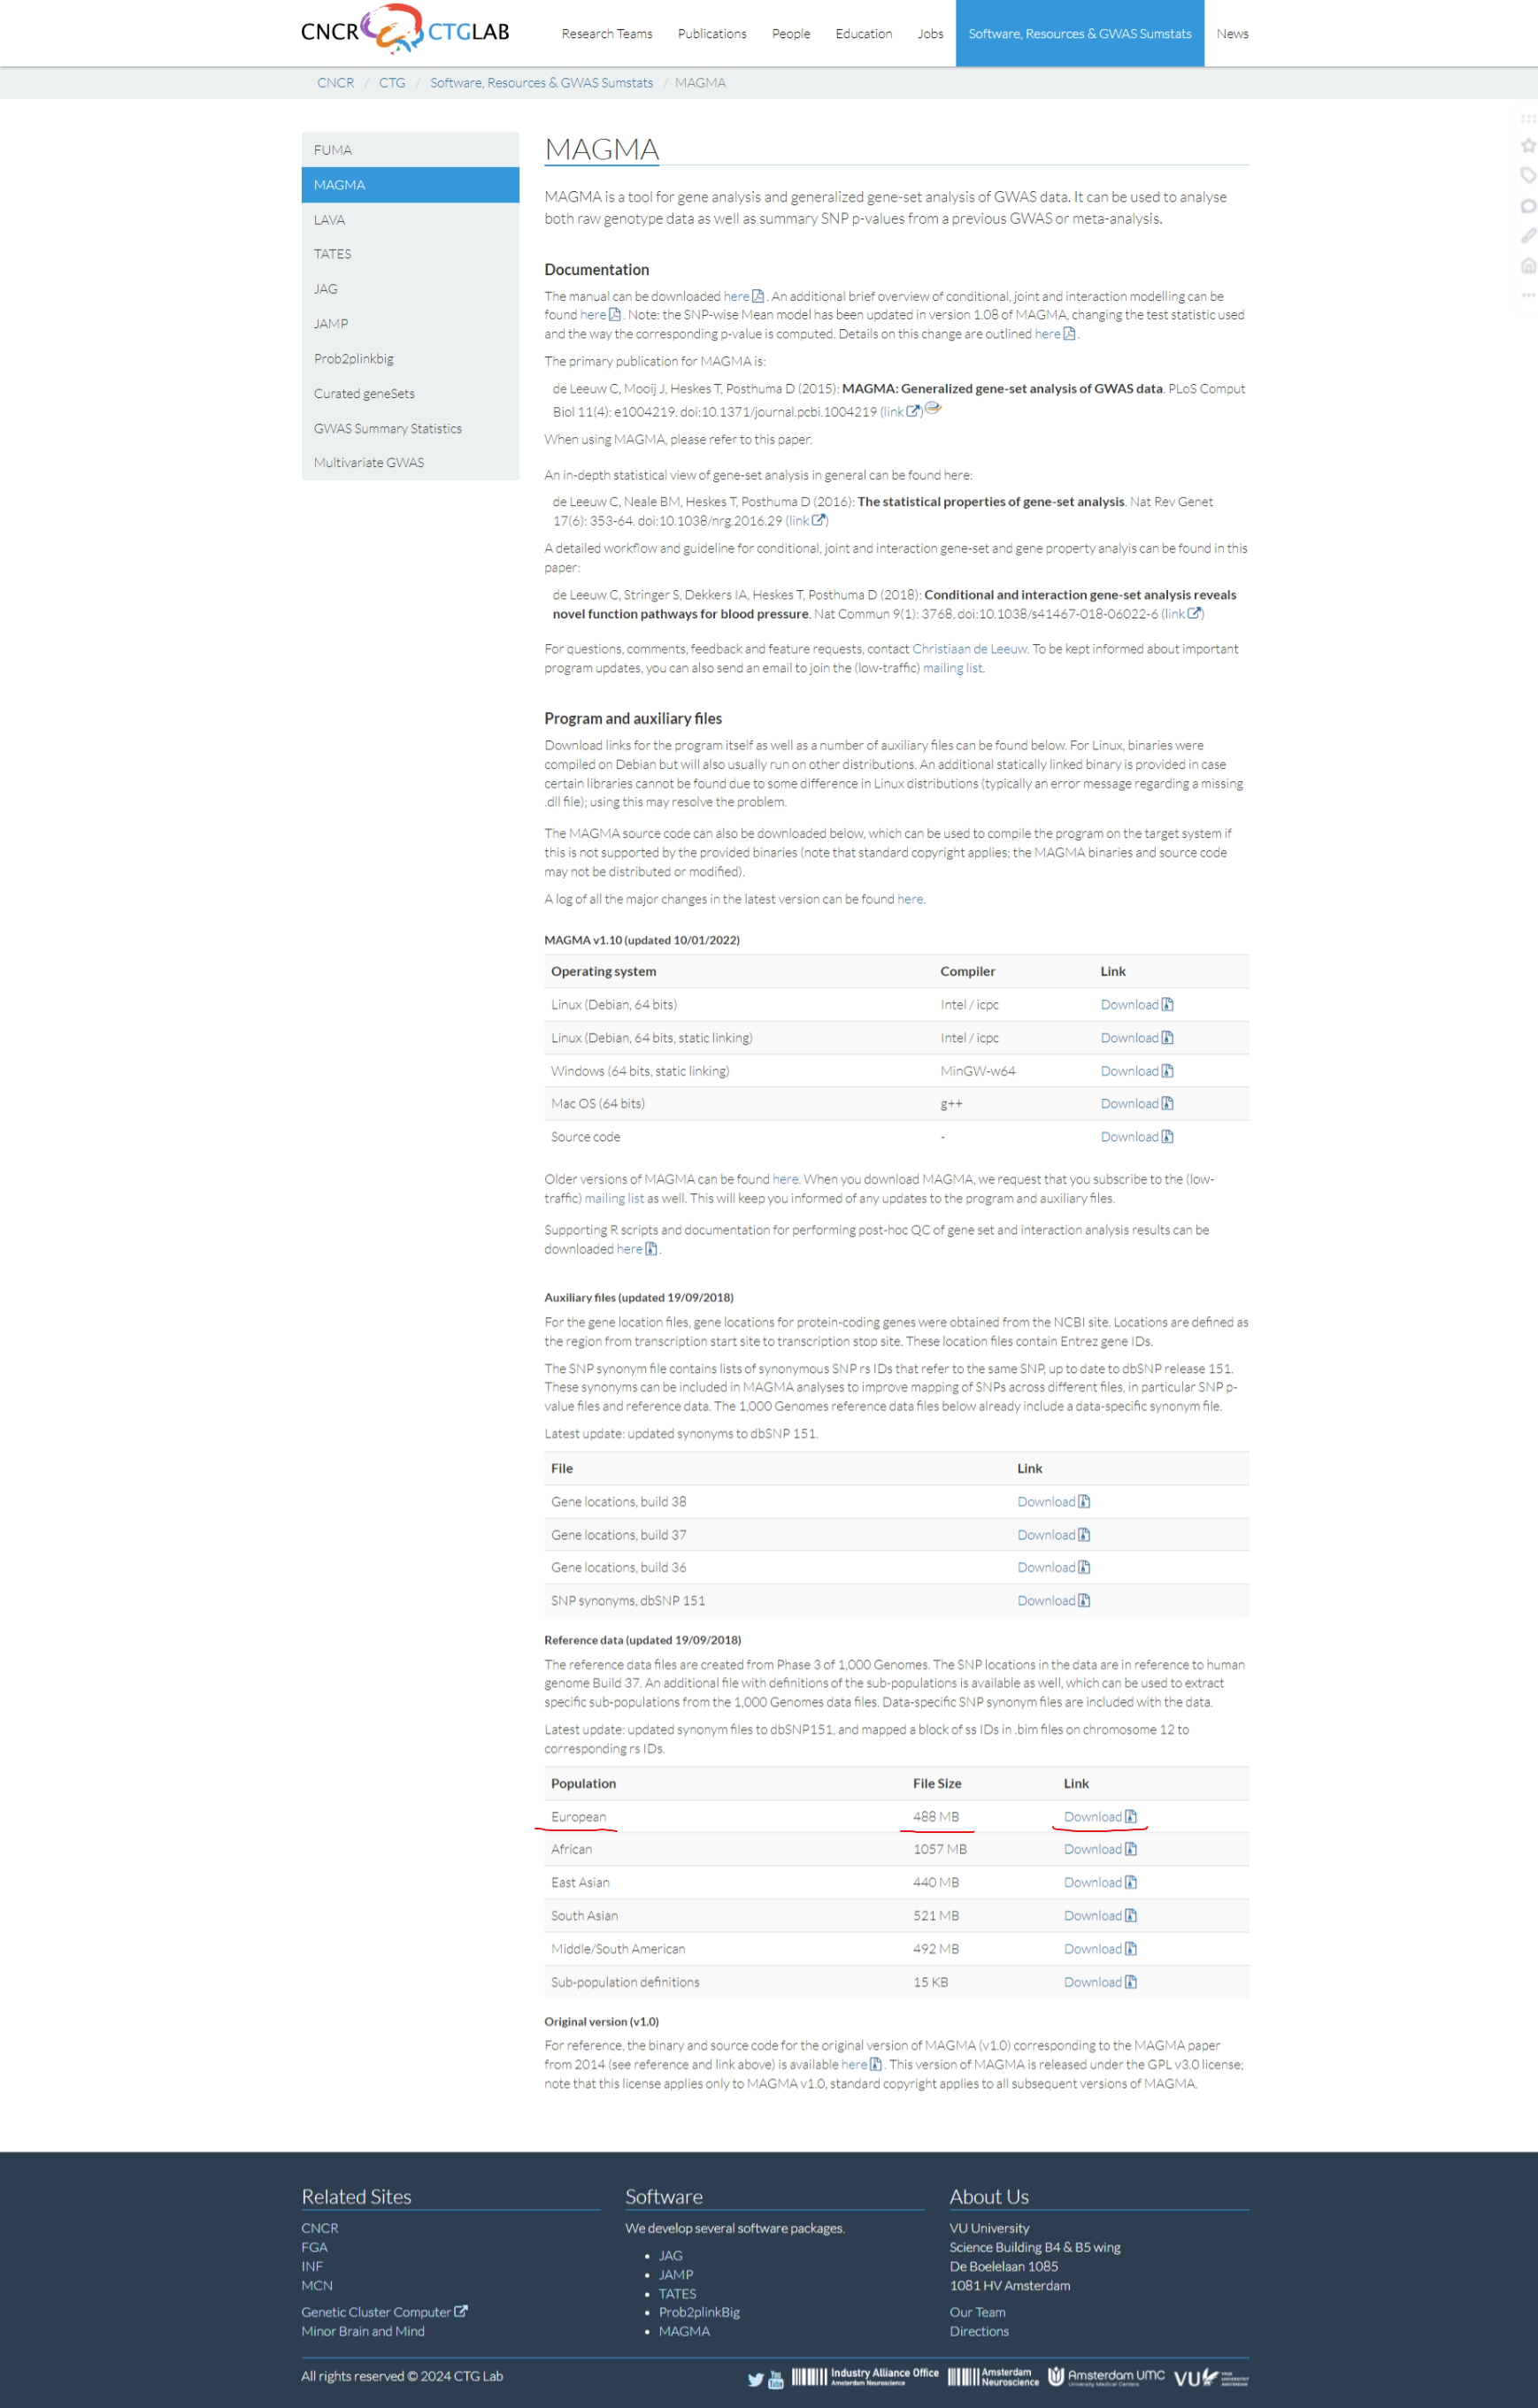 CNCR CTGLAB
Research Teams Publications People Education Jobs Software, Resources & GWAS Sumstats News
CNCR / CTG / Software, Resources & GWAS Sumstats / MAGMA
FUMA
MAGMA
LAVA
TATES
JAG
JAMP
Prob2plinkbig
Curated geneSets
GWAS Summary Statistics
Multivariate GWAS
MAGMA
MAGMA is a tool for gene analysis and generalized gene-set analysis of GWAS data. It can be used to analyse
both raw genotype data as well as summary SNP p-values from a previous GWAS or meta-analysis.
Documentation
The manual can be downloaded here. An additional brief overview of conditional, joint and interaction modelling can be
found here. Note: the SNP-wise Mean model has been updated in version 1.08 of MAGMA, changing the test statistic used
and the way the corresponding p-value is computed. Details on this change are outlined here.
The primary publication for MAGMA is:
de Leeuw C, Mooij J, Heskes T, Posthuma D (2015): MAGMA: Generalized gene-set analysis of GWAS data. PLoS Comput
Biol 11(4): e1004219. doi:10.1371/journal.pcbi.1004219 (link)
When using MAGMA, please refer to this paper.
An in-depth statistical view of gene-set analysis in general can be found here:
de Leeuw C, Neale BM, Heskes T, Posthuma D (2016): The statistical properties of gene-set analysis. Nat Rev Genet
17(6): 353-64. doi:10.1038/nrg.2016.29 (link)
A detailed workflow and guideline for conditional, joint and interaction gene-set and gene property analyis can be found in this
paper:
de Leeuw C, Stringer S, Dekkers IA, Heskes T, Posthuma D (2018): Conditional and interaction gene-set analysis reveals
novel function pathways for blood pressure. Nat Commun 9(1): 3768. doi:10.1038/s41467-018-06022-6 (link)
For questions, comments, feedback and feature requests, contact Christiaan de Leeuw. To be kept informed about important
program updates, you can also send an email to join the (low-traffic) mailing list.
Program and auxiliary files
Download links for the program itself as well as a number of auxiliary files can be found below. For Linux, binaries were
compiled on Debian but will also usually run on other distributions. An additional statically linked binary is provided in case
certain libraries cannot be found due to some difference in Linux distributions (typically an error message regarding a missing
.dll file); using this may resolve the problem.
The MAGMA source code can also be downloaded below, which can be used to compile the program on the target system if
this is not supported by the provided binaries (note that standard copyright applies; the MAGMA binaries and source code
may not be distributed or modified).
A log of all the major changes in the latest version can be found here.
MAGMA v1.10 (updated 10/01/2022)
Operating system Compiler Link
Linux (Debian, 64 bits) Intel / icpc Download
Linux (Debian, 64 bits, static linking) Intel / icpc Download
Windows (64 bits, static linking) MinGW-w64 Download
Mac OS (64 bits) g++ Download
Source code - Download
Older versions of MAGMA can be found here. When you download MAGMA, we request that you subscribe to the (low-
traffic) mailing list as well. This will keep you informed of any updates to the program and auxiliary files.
Supporting R scripts and documentation for performing post-hoc QC of gene set and interaction analysis results can be
downloaded here.
Auxiliary files (updated 19/09/2018)
For the gene location files, gene locations for protein-coding genes were obtained from the NCBI site. Locations are defined as
the region from transcription start site to transcription stop site. These location files contain Entrez gene IDs.
The SNP synonym file contains lists of synonymous SNP rs IDs that refer to the same SNP, up to date to dbSNP release 151.
These synonyms can be included in MAGMA analyses to improve mapping of SNPs across different files, in particular SNP p-
value files and reference data. The 1,000 Genomes reference data files below already include a data-specific synonym file.
Latest update: updated synonyms to dbSNP 151.
File Link
Gene locations, build 38 Download
Gene locations, build 37 Download
Gene locations, build 36 Download
SNP synonyms, dbSNP 151 Download
Reference data (updated 19/09/2018)
The reference data files are created from Phase 3 of 1,000 Genomes. The SNP locations in the data are in reference to human
genome Build 37. An additional file with definitions of the sub-populations is available as well, which can be used to extract
specific sub-populations from the 1,000 Genomes data files. Data-specific SNP synonym files are included with the data.
Latest update: updated synonym files to dbSNP151, and mapped a block of ss IDs in .bim files on chromosome 12 to
corresponding rs IDs.
Population File Size Link
European 488 MB Download
African 1057 MB Download
East Asian 440 MB Download
South Asian 521 MB Download
Middle/South American 492 MB Download
Sub-population definitions 15 KB Download
Original version (v1.0)
For reference, the binary and source code for the original version of MAGMA (v1.0) corresponding to the MAGMA paper
from 2014 (see reference and link above) is available here. This version of MAGMA is released under the GPL v3.0 license;
note that this license applies only to MAGMA v1.0, standard copyright applies to all subsequent versions of MAGMA.
Related Sites
CNCR
FGA
INF
MCN
Genetic Cluster Computer
Minor Brain and Mind
Software
We develop several software packages.
• JAG
• JAMP
• TATES
• Prob2plinkBig
• MAGMA
About Us
VU University
Science Building B4 & B5 wing
De Boelelaan 1085
1081 HV Amsterdam
Our Team
Directions
All rights reserved © 2024 CTG Lab
You Tube
Industry Alliance Office
Amsterdam Neuroscience
Amsterdam
Neuroscience
Amsterdam UMC
University Medical Centers
VU